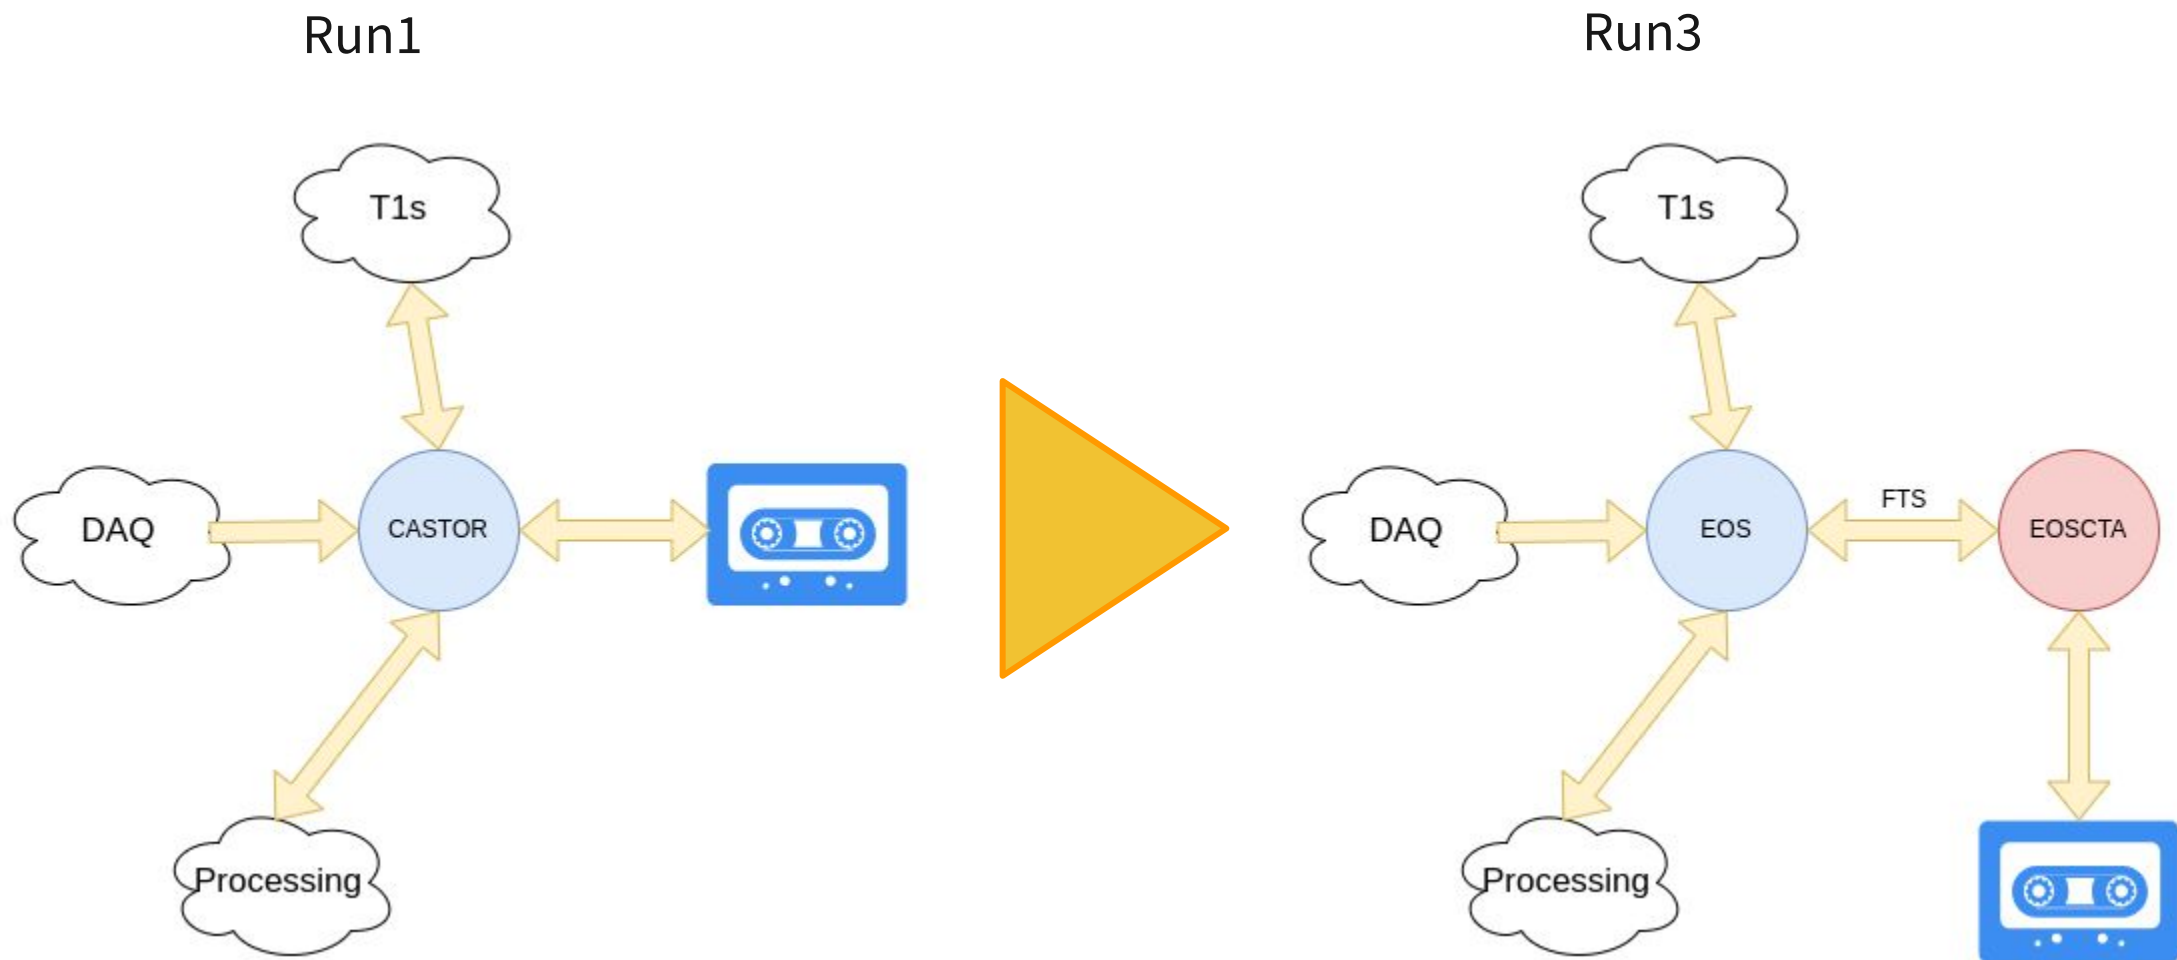 Run1
Run3
T1s
DAQ
CASTOR
Processing
T1s
DAQ
EOS
FTS
EOSCTA
Processing